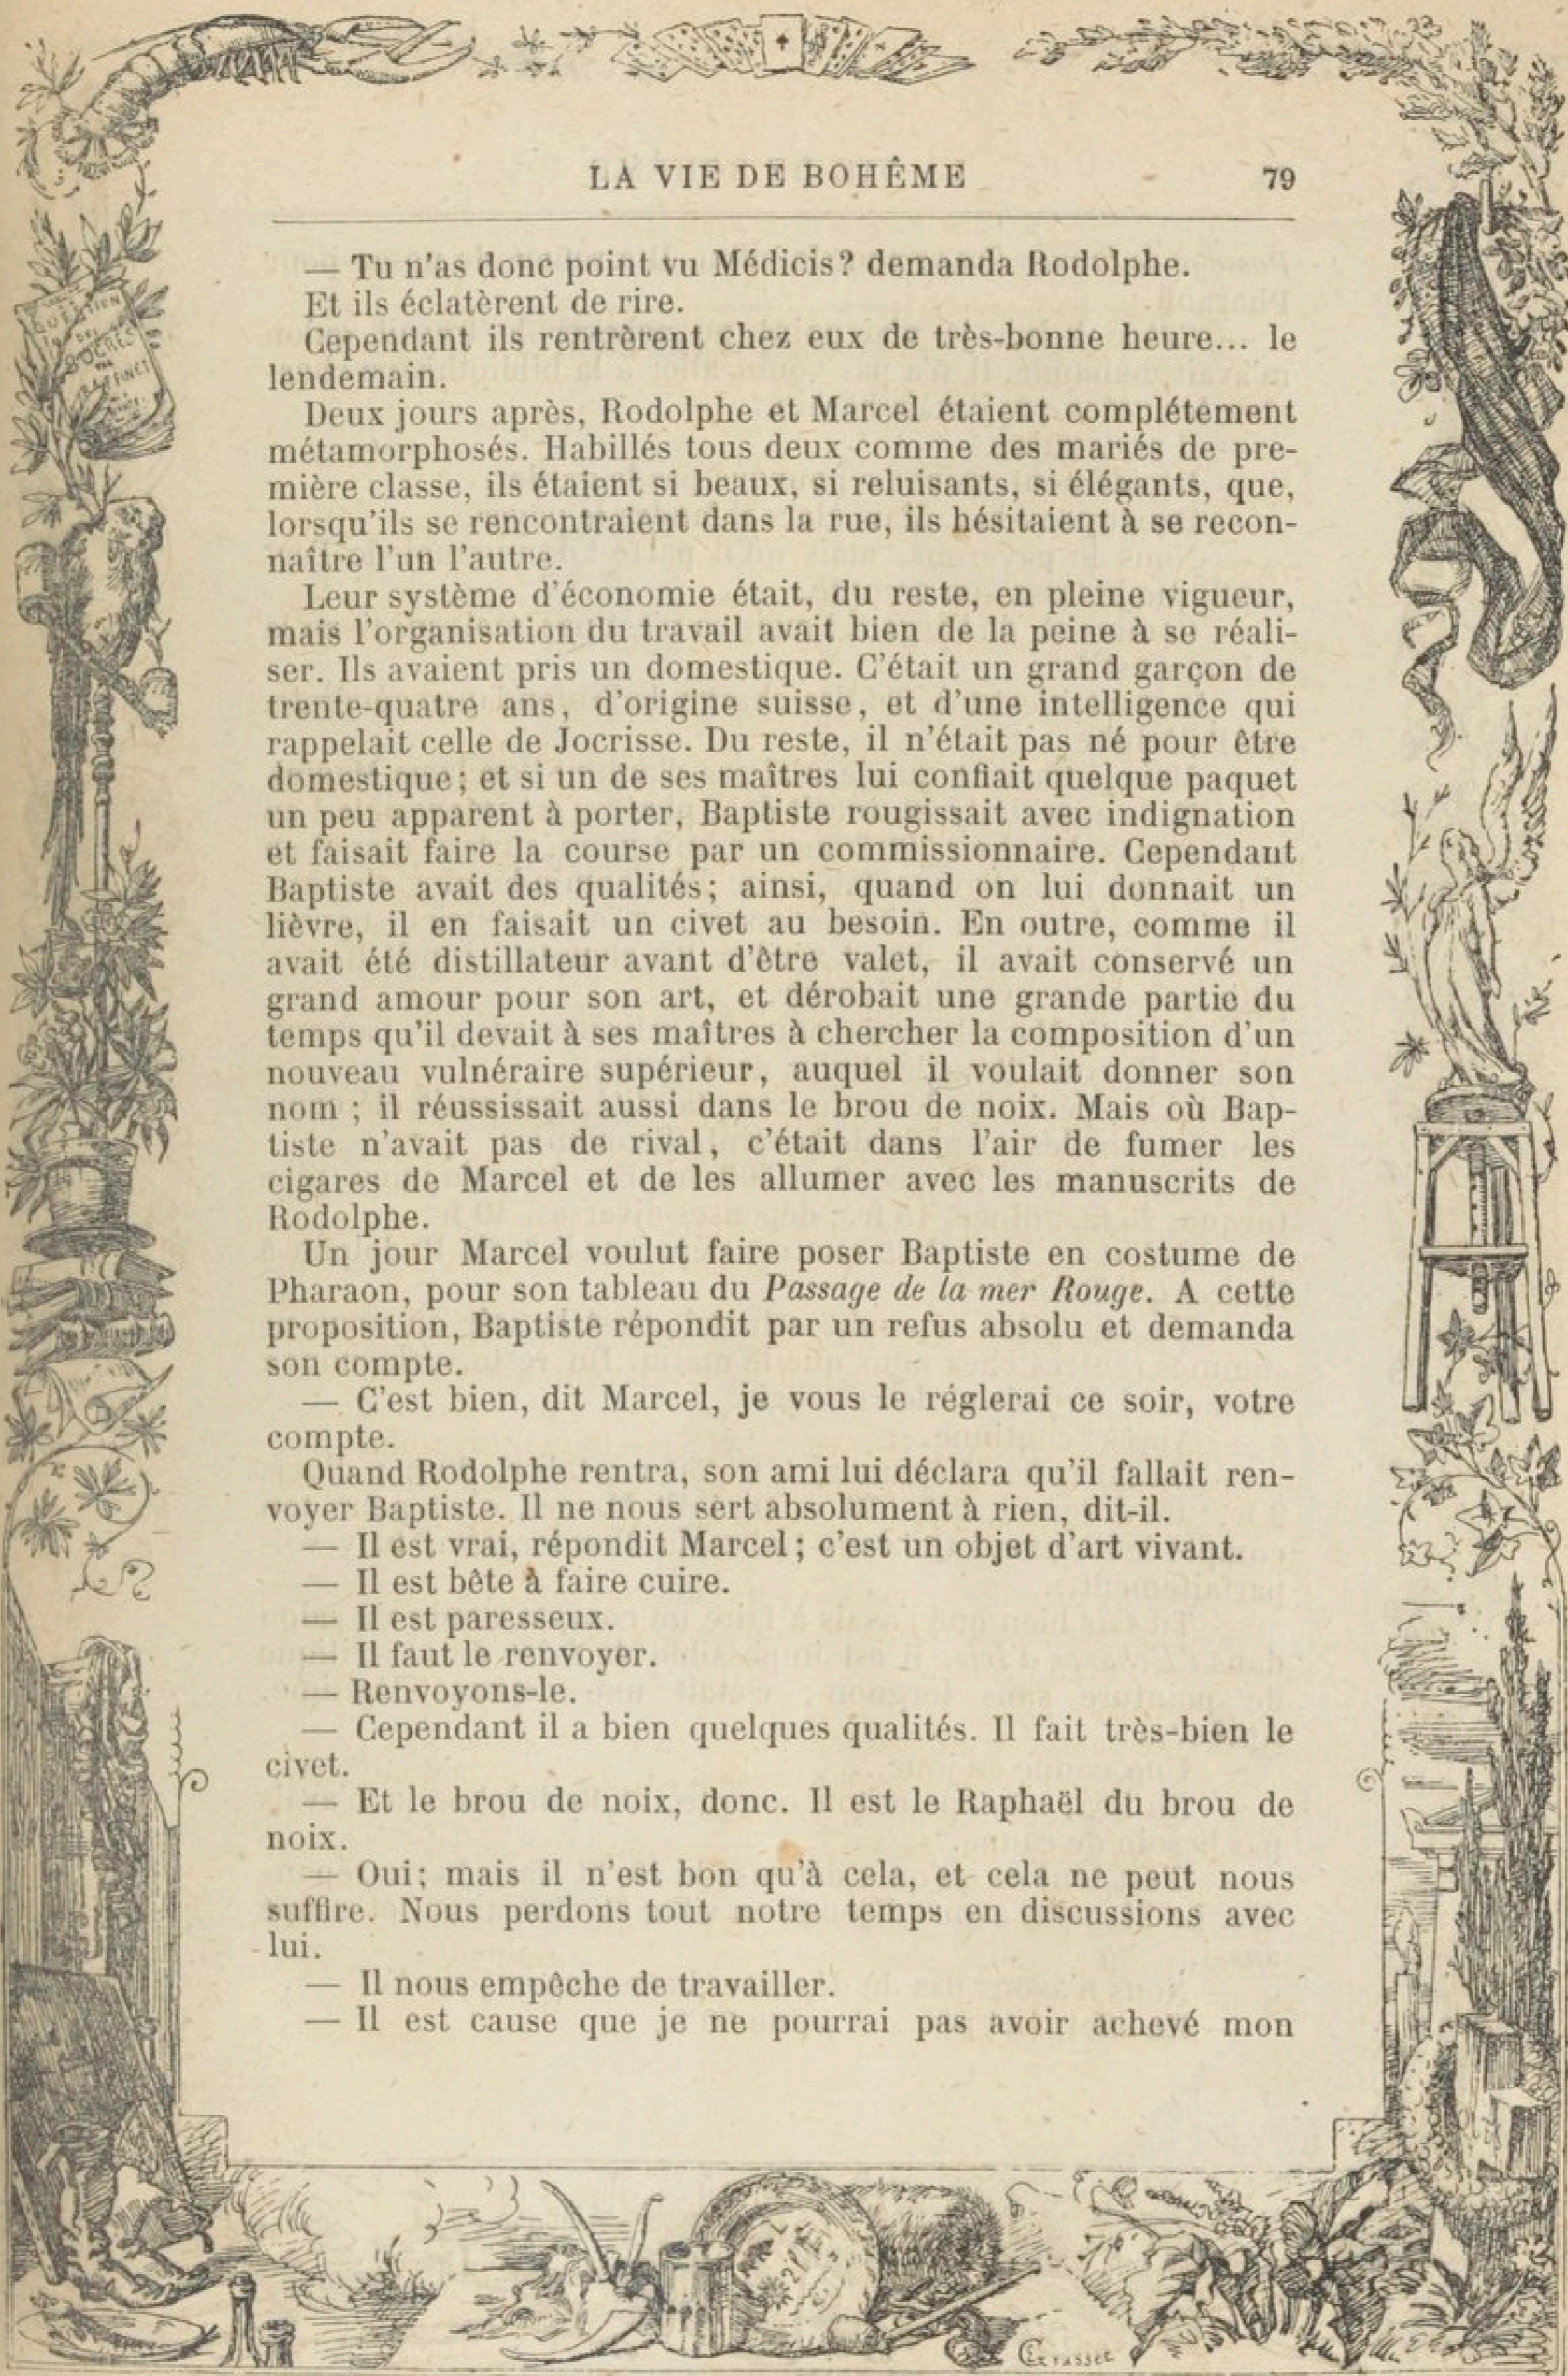 LA VIE DE BOHÊME 79
— Tu n'as donc point vu Médicis? demanda Rodolphe.
Et ils éclatèrent de rire.
Cependant ils rentrèrent chez eux de très-bonne heure... le
lendemain.
Deux jours après, Rodolphe et Marcel étaient complétement
métamorphosés. Habillés tous deux comme des mariés de pre-
mière classe, ils étaient si beaux, si reluisants, si élégants, que,
lorsqu'ils se rencontraient dans la rue, ils hésitaient à se recon-
naître l'un l'autre.
Leur système d'économie était, du reste, en pleine vigueur,
mais l'organisation du travail avait bien de la peine à se réali-
ser. Ils avaient pris un domestique. C'était un grand garçon de
trente-quatre ans, d'origine suisse, et d'une intelligence qui
rappelait celle de Jocrisse. Du reste, il n'était pas né pour être
domestique; et si un de ses maîtres lui confiait quelque paquet
un peu apparent à porter, Baptiste rougissait avec indignation
et faisait faire la course par un commissionnaire. Cependant
Baptiste avait des qualités; ainsi, quand on lui donnait un
lièvre, il en faisait un civet au besoin. En outre, comme il
avait été distillateur avant d'être valet, il avait conservé un
grand amour pour son art, et dérobait une grande partie du
temps qu'il devait à ses maîtres à chercher la composition d'un
nouveau vulnéraire supérieur, auquel il voulait donner son
nom ; il réussissait aussi dans le brou de noix. Mais où Bap-
tiste n'avait pas de rival, c'était dans l'air de fumer les
cigares de Marcel et de les allumer avec les manuscrits de
Rodolphe.
Un jour Marcel voulut faire poser Baptiste en costume de
Pharaon, pour son tableau du Passage de la mer Rouge. A cette
proposition, Baptiste répondit par un refus absolu et demanda
son compte.
— C'est bien, dit Marcel, je vous le réglerai ce soir, votre
compte.
Quand Rodolphe rentra, son ami lui déclara qu'il fallait ren-
voyer Baptiste. Il ne nous sert absolument à rien, dit-il.
— Il est vrai, répondit Marcel; c'est un objet d'art vivant.
— Il est bête à faire cuire.
— Il est paresseux.
— Il faut le renvoyer.
— Renvoyons-le.
— Cependant il a bien quelques qualités. Il fait très-bien le
civet.
— Et le brou de noix, donc. Il est le Raphaël du brou de
noix.
— Oui; mais il n'est bon qu'à cela, et cela ne peut nous
suffire. Nous perdons tout notre temps en discussions avec
lui.
— Il nous empêche de travailler.
— Il est cause que je ne pourrai pas avoir achevé mon
Grasset